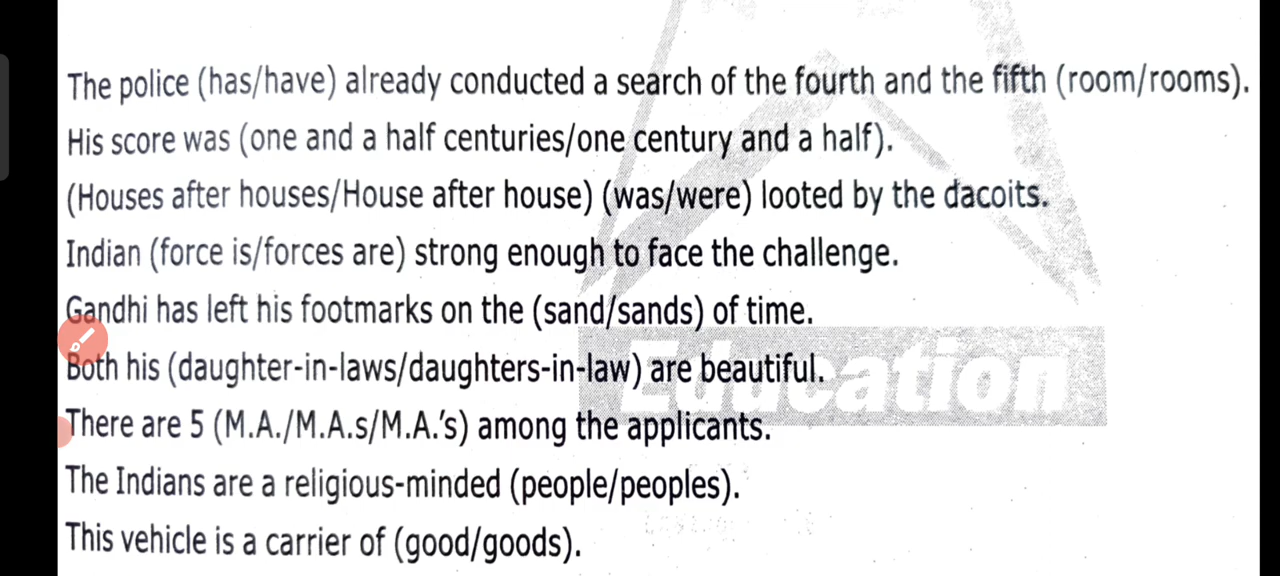 The police (has/have) already conducted a search of the fourth and the fifth (room/rooms).
His score was (one and a half centuries/one century and a half).
(Houses after houses/House after house) (was/were) looted by the dacoits.
Indian (force is/forces are) strong enough to face the challenge.
Gandhi has left his footmarks on the (sand/sands) of time.
Both his (daughter-in-laws/daughters-in-law) are beautiful.
Education
There are 5 (M.A./M.A.s/M.A.'s) among the applicants.
The Indians are a religious-minded (people/peoples).
This vehicle is a carrier of (good/goods).